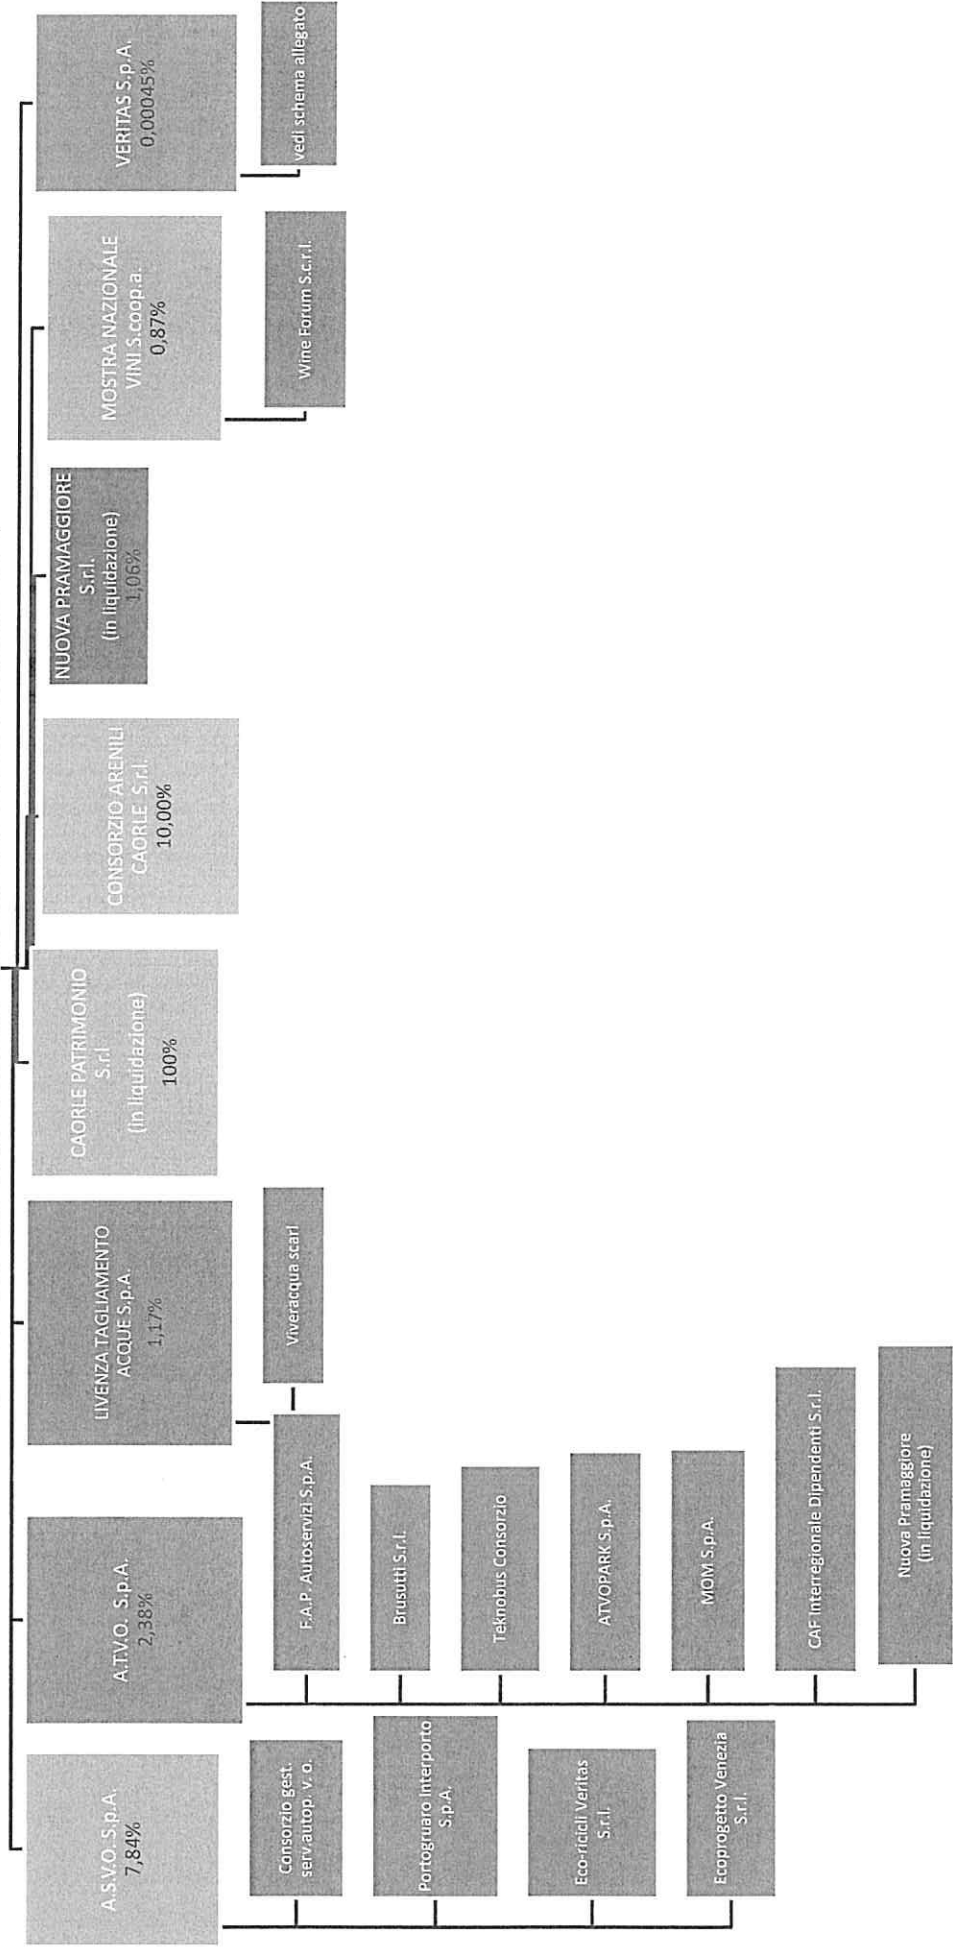 A.S.V.O. S.p.A.
7,84%
Consorzio gest.
serv.autop. v. o.
Portogruaro Interporto
S.p.A.
Eco-ricicli Veritas
S.r.l.
Ecoprogetto Venezia
S.r.l.
A.T.V.O. S.p.A.
2,38%
F.A.P. Autoservizi S.p.A.
Brusutti S.r.l.
Teknobus Consorzio
ATVOPARK S.p.A.
MOM S.p.A.
CAF Interregionale Dipendenti S.r.l.
Nuova Pramaggiore
(in liquidazione)
LIVENZA TAGLIAMENTO
ACQUE S.p.A.
1,17%
Viveracqua scarl
CAORLE PATRIMONIO
S.r.l
(in liquidazione)
100%
CONSORZIO ARENILI
CAORLE S.r.l.
10,00%
NUOVA PRAMAGGIORE
S.r.l.
(in liquidazione)
1,06%
MOSTRA NAZIONALE
VINI S.coop.a.
0,87%
Wine Forum S.c.r.l.
VERITAS S.p.A.
0,00045%
vedi schema allegato